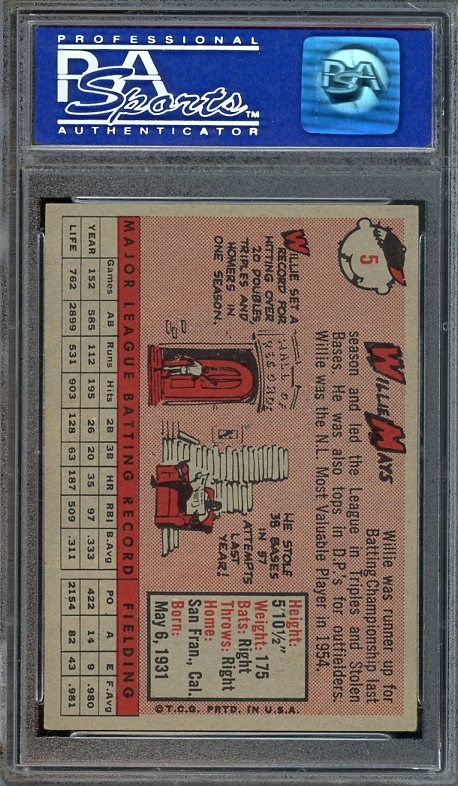 PROFESSIONAL
PSA
Sports™
AUTHENTICATOR
PSA
5
WILLIE MAYS
Willie was runner up for
Batting Championship last
season and led the League in Triples and Stolen
Bases. He was also tops in D.P.'s for outfielders.
Willie was the N.L. Most Valuable Player in 1954.
WILLIE SET A
RECORD FOR
HITTING OVER
20 DOUBLES,
TRIPLES AND
HOMERS IN
ONE SEASON.
HALL OF
RECORDS
HE STOLE
38 BASES
IN 57
ATTEMPTS
LAST
YEAR!
Height:
5'10½"
Weight: 175
Bats: Right
Throws: Right
Home:
San Fran., Cal.
Born:
May 6, 1931
MAJOR LEAGUE BATTING RECORD FIELDING
Games AB Runs Hits 2B 3B HR RBI B.Avg PO A E F.Avg
YEAR 152 585 112 195 26 20 35 97 .333 422 14 9 .980
LIFE 762 2899 531 903 128 63 187 509 .311 2154 82 43 .981
©T.C.G. PRTD. IN U.S.A.